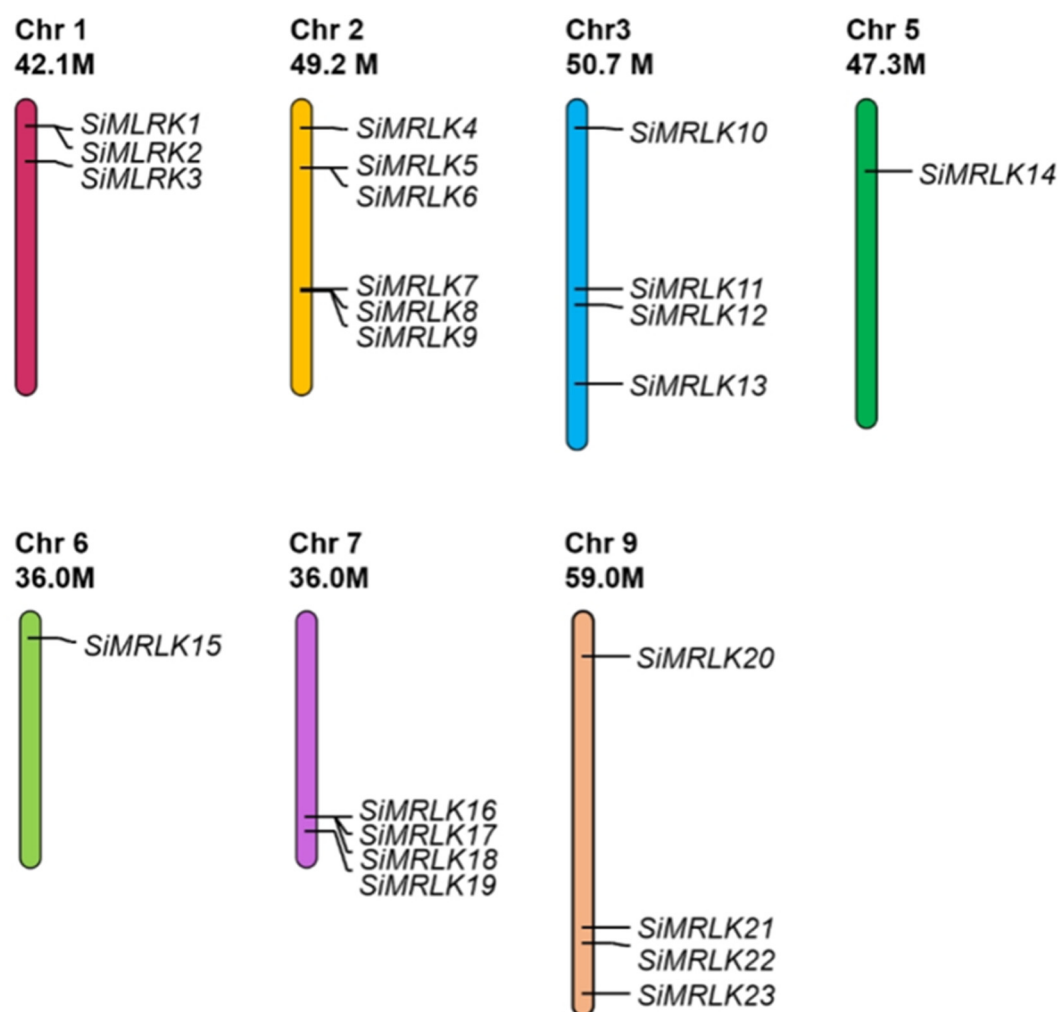 Chr 1
42.1M
SiMLRK1
SiMLRK2
SiMLRK3
Chr 2
49.2 M
SiMRLK4
SiMRLK5
SiMRLK6
SiMRLK7
SiMRLK8
SiMRLK9
Chr3
50.7 M
SiMRLK10
SiMRLK11
SiMRLK12
SiMRLK13
Chr 5
47.3M
SiMRLK14
Chr 6
36.0M
SiMRLK15
Chr 7
36.0M
SiMRLK16
SiMRLK17
SiMRLK18
SiMRLK19
Chr 9
59.0M
SiMRLK20
SiMRLK21
SiMRLK22
SiMRLK23